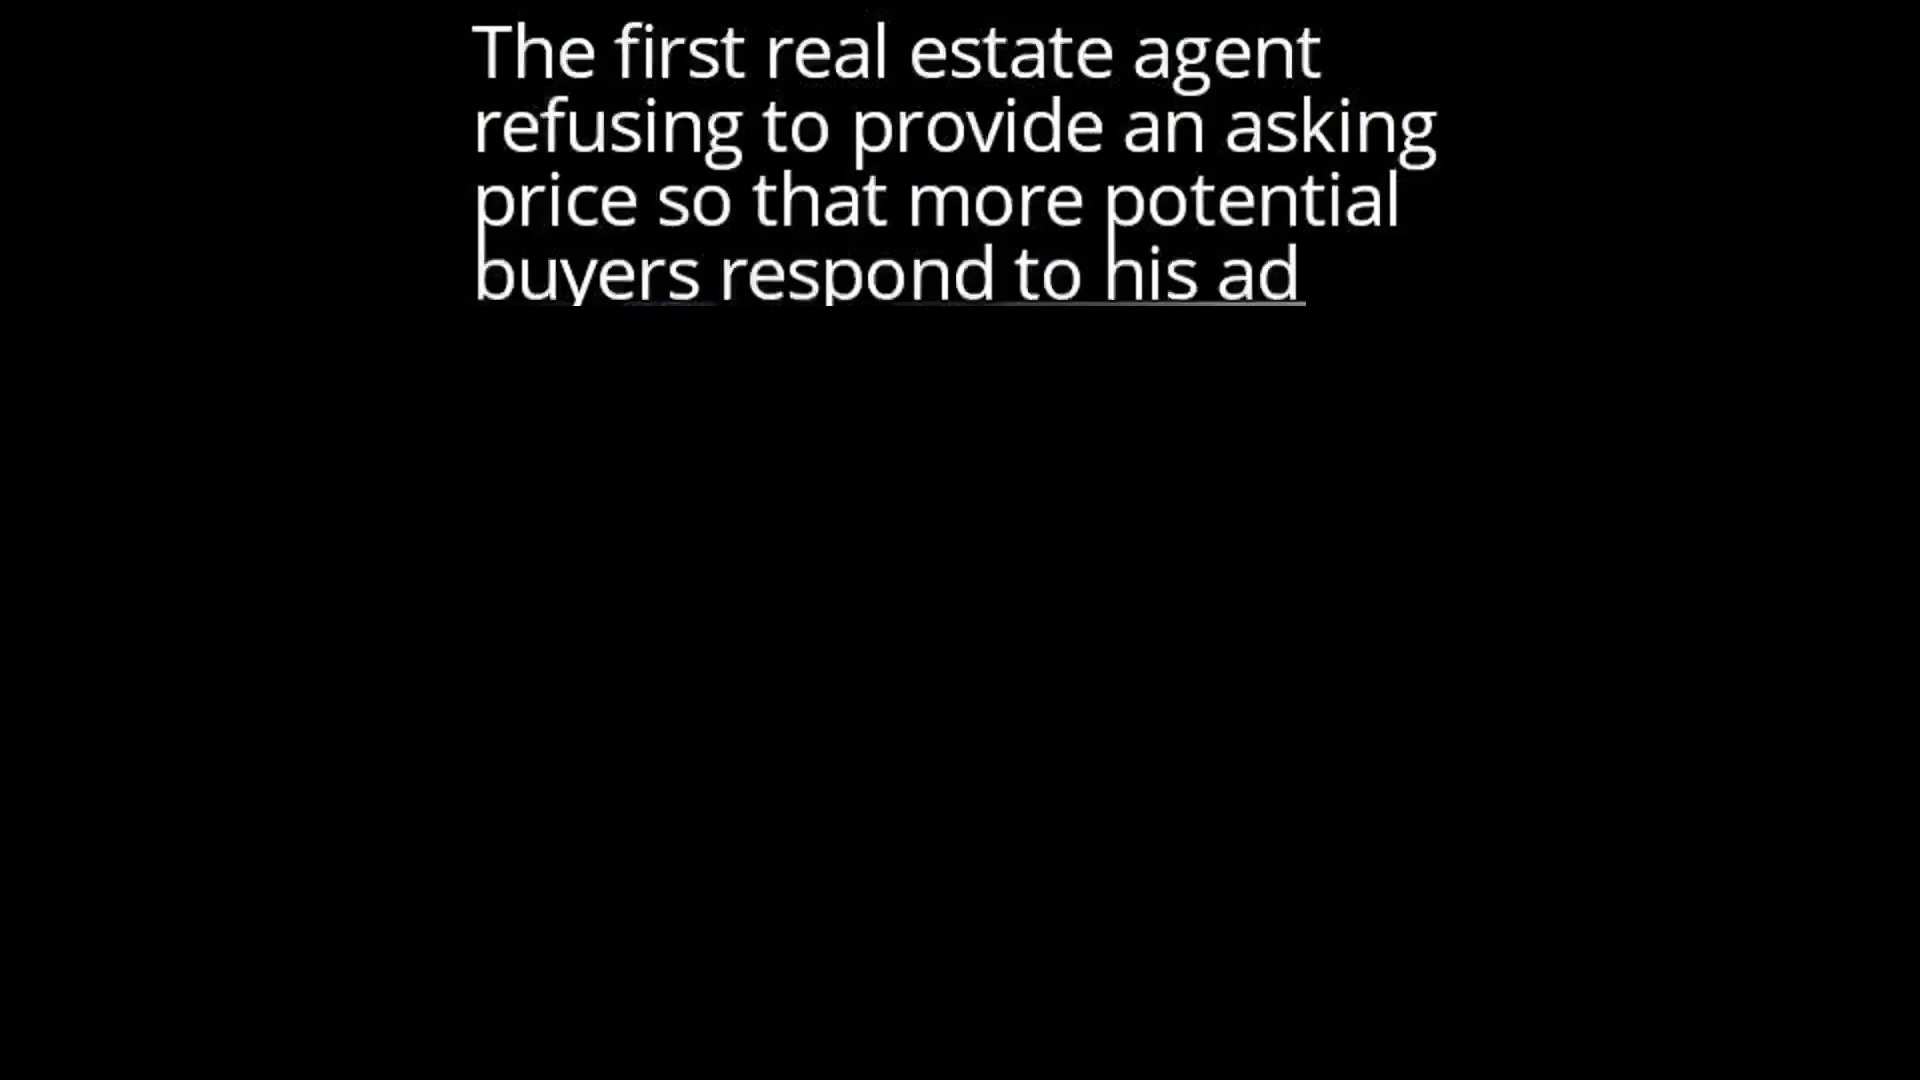 The first real estate agent
refusing to provide an asking
price so that more potential
buyers respond to his ad